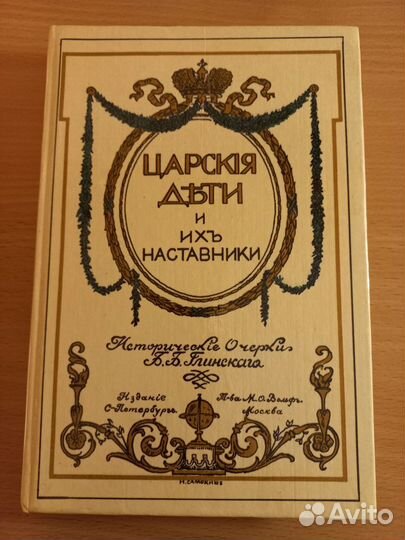 ЦАРСКІЯ
ДѢТИ
И
ИХЪ
НАСТАВНИКИ
Историческіе Очерки
Б. Б. Глинскаго
Изданіе Т-ва М. О. Вольфъ
С-Петербургъ Москва
Н. САМОКИШЪ
Avito